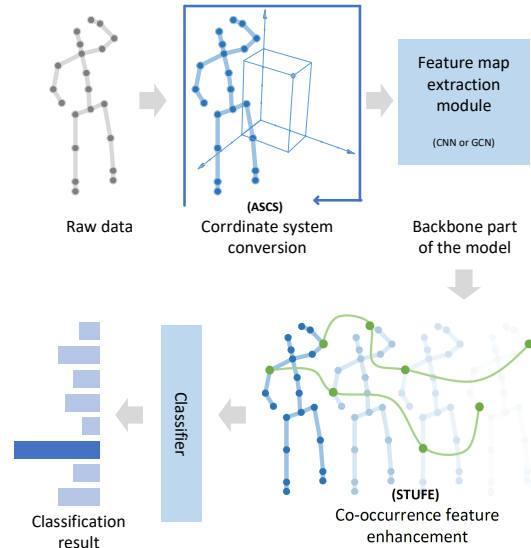 Feature map
extraction
module
(CNN or GCN)
(ASCS)
Raw data
Corrdinate system
conversion
Backbone part
of the model
Classifier
(STUFE)
Co-occurrence feature
enhancement
Classification
result